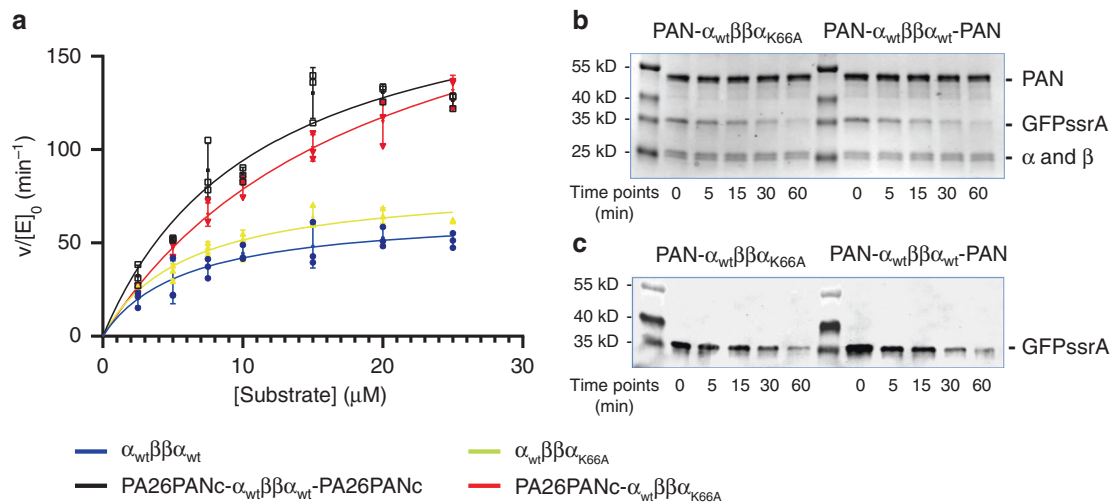 a
v/[E]0 (min–1)
150
100
50
0
0 10 20 30
[Substrate] (μM)
αwtββαwt
αwtββαK66A
PA26PANc-αwtββαwt-PA26PANc
PA26PANc-αwtββαK66A
b
PAN-αwtββαK66A PAN-αwtββαwt-PAN
55 kD -
40 kD -
35 kD -
25 kD -
- PAN
- GFPssrA
- α and β
Time points (min)
0 5 15 30 60 0 5 15 30 60
c
PAN-αwtββαK66A PAN-αwtββαwt-PAN
55 kD -
40 kD -
35 kD -
- GFPssrA
Time points (min)
0 5 15 30 60 0 5 15 30 60